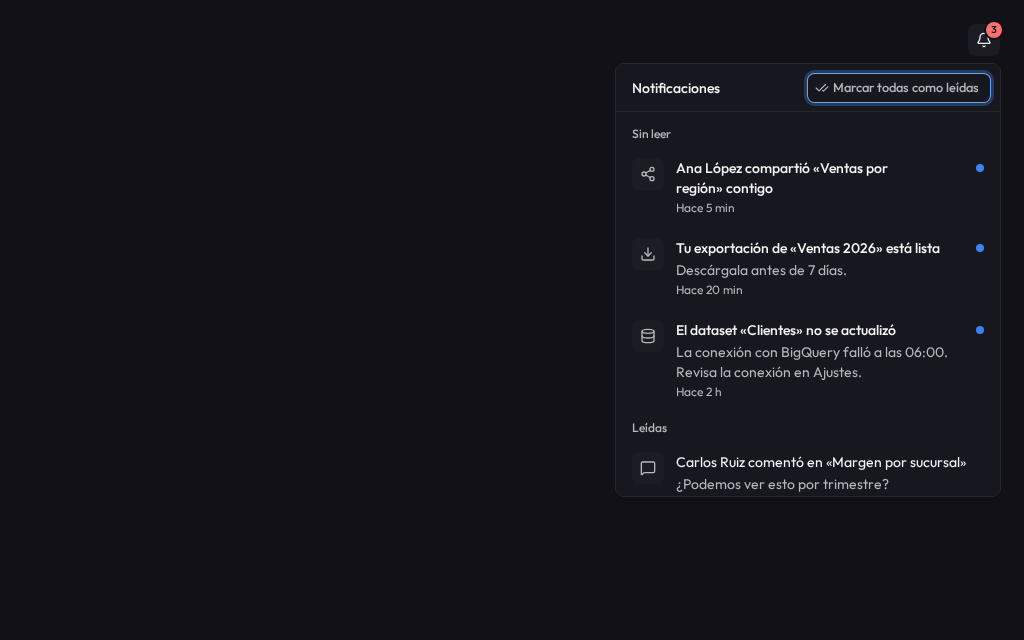 3
Notificaciones
Marcar todas como leídas
Sin leer
Ana López compartió «Ventas por
región» contigo
Hace 5 min
Tu exportación de «Ventas 2026» está lista
Descárgala antes de 7 días.
Hace 20 min
El dataset «Clientes» no se actualizó
La conexión con BigQuery falló a las 06:00.
Revisa la conexión en Ajustes.
Hace 2 h
Leídas
Carlos Ruiz comentó en «Margen por sucursal»
¿Podemos ver esto por trimestre?